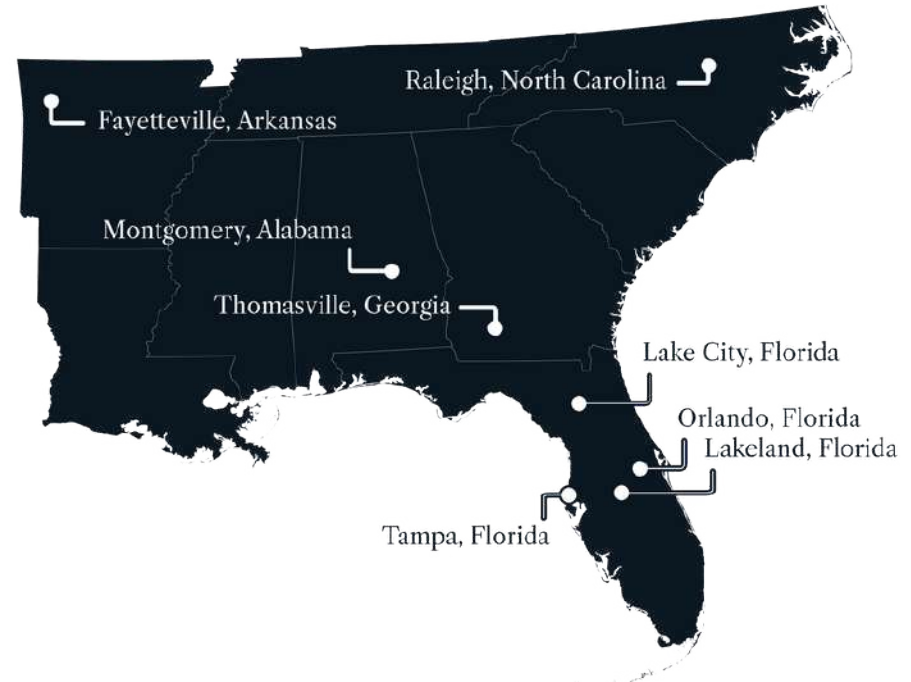 Raleigh, North Carolina
Fayetteville, Arkansas
Montgomery, Alabama
Thomasville, Georgia
Lake City, Florida
Orlando, Florida
Lakeland, Florida
Tampa, Florida